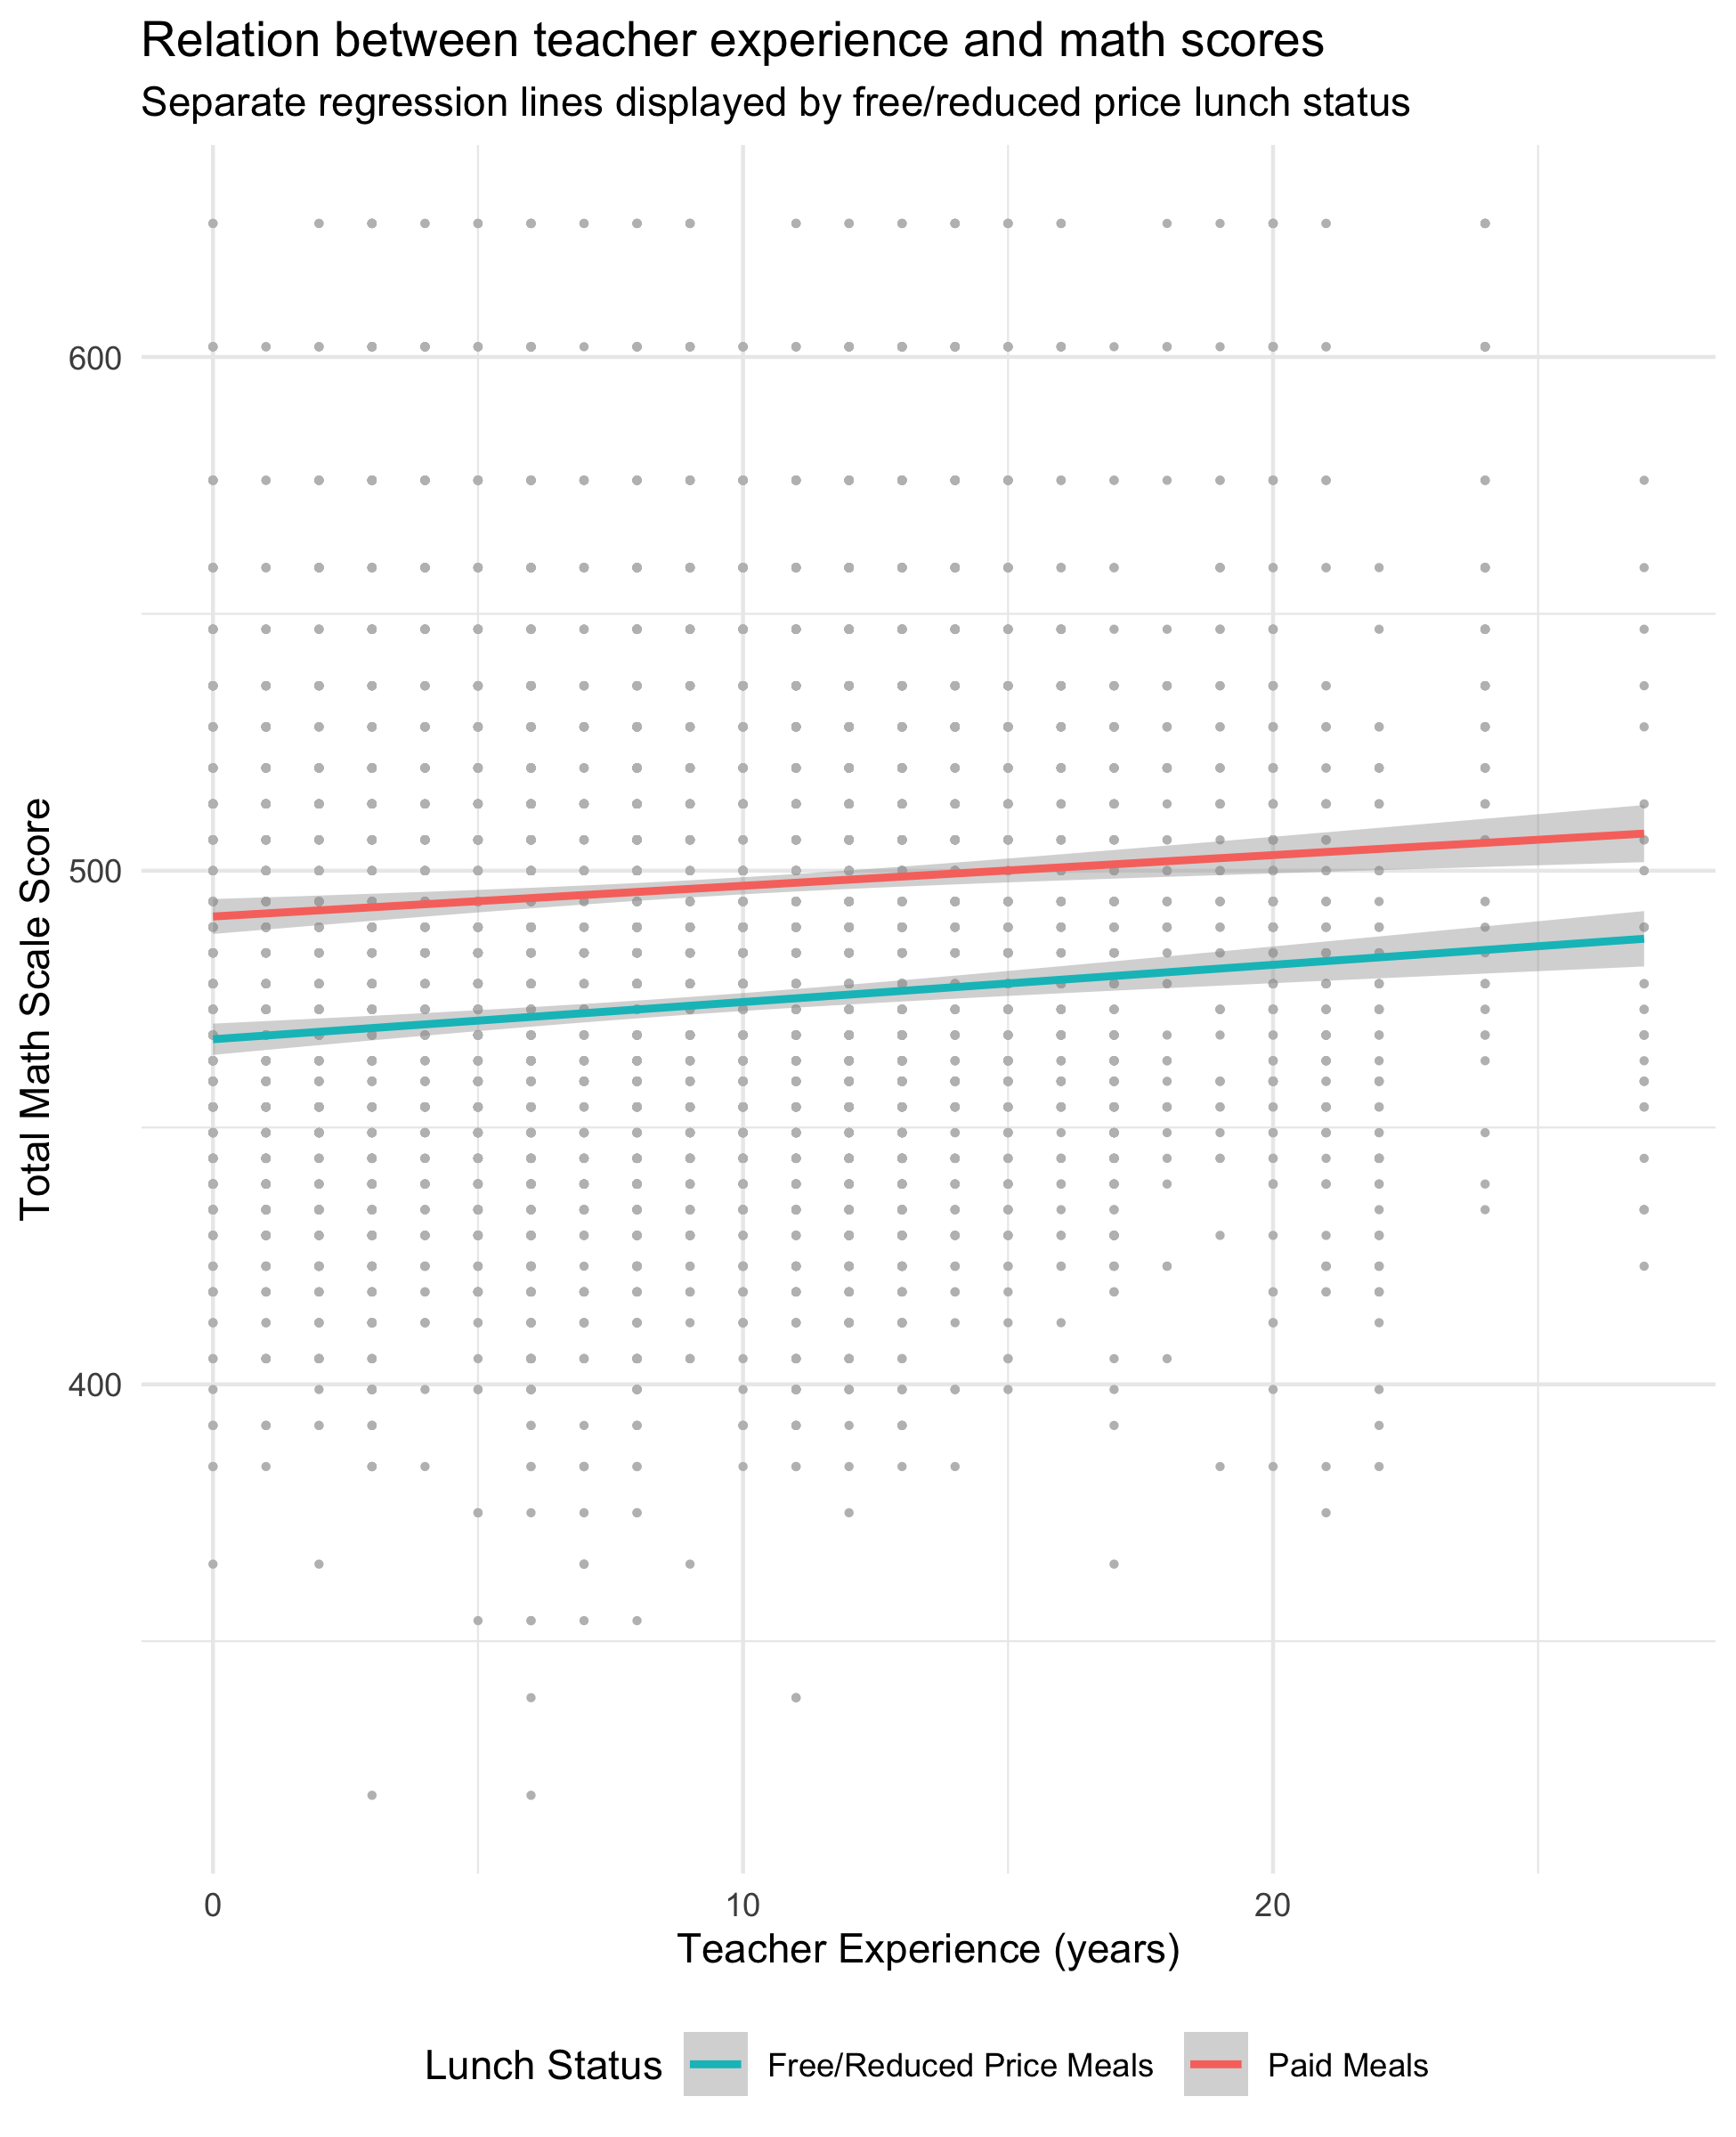 Relation between teacher experience and math scores
Separate regression lines displayed by free/reduced price lunch status
Total Math Scale Score
600
500
400
0 10 20
Teacher Experience (years)
Lunch Status Free/Reduced Price Meals Paid Meals